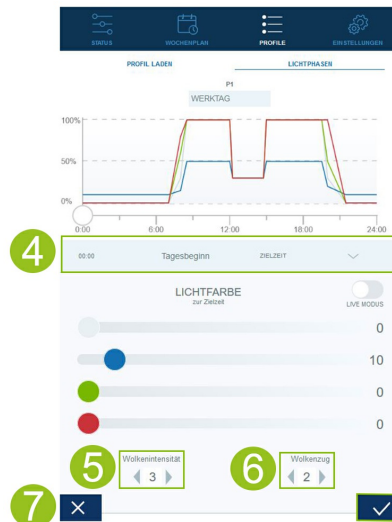 STATUS WOCHENPLAN PROFILE EINSTELLUNGEN
PROFIL LADEN LICHTPHASEN
P1
WERKTAG
100%
50%
0%
0:00 6:00 12:00 18:00 24:00
4
00:00 Tagesbeginn ZIELZEIT
LICHTFARBE
zur Zielzeit
LIVE MODUS
0
10
0
0
5 Wolkenintensität
3
6 Wolkenzug
2
7